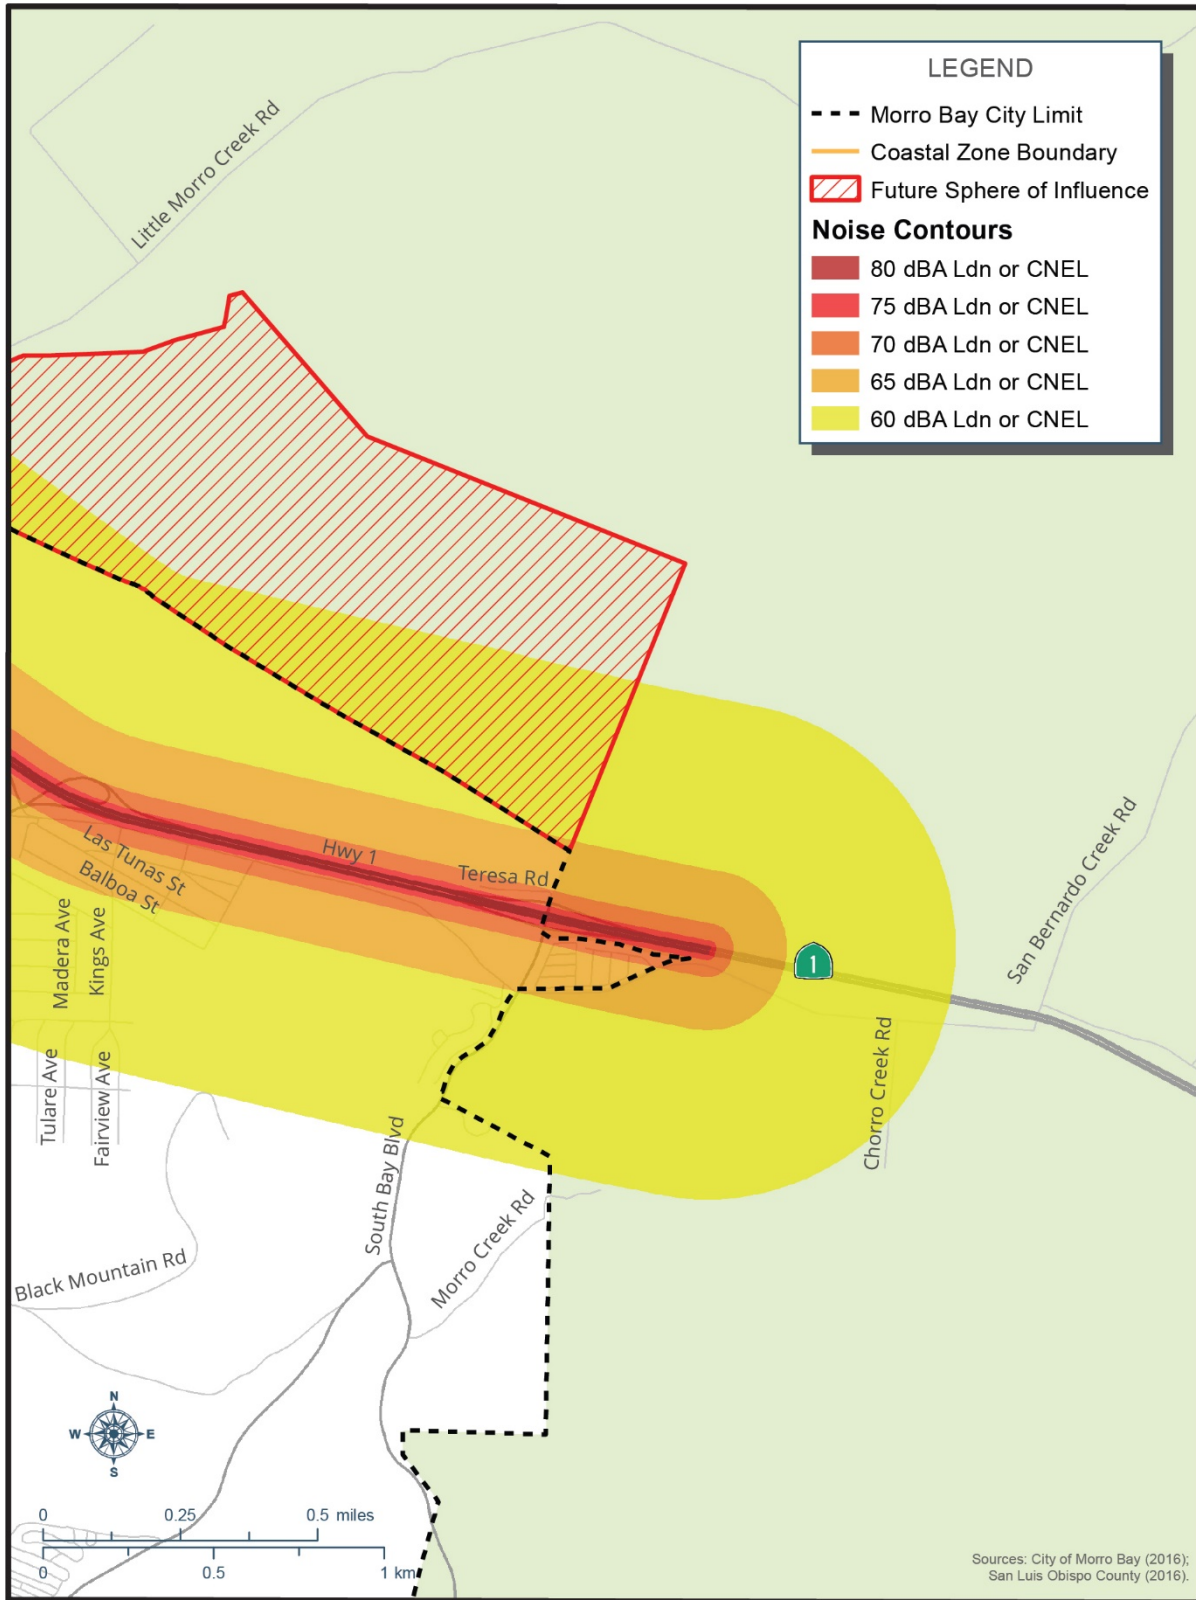 LEGEND
Morro Bay City Limit
Coastal Zone Boundary
Future Sphere of Influence
Noise Contours
80 dBA Ldn or CNEL
75 dBA Ldn or CNEL
70 dBA Ldn or CNEL
65 dBA Ldn or CNEL
60 dBA Ldn or CNEL
Little Morro Creek Rd
Las Tunas St
Balboa St
Hwy 1
Teresa Rd
Madera Ave
Kings Ave
1
San Bernardo Creek Rd
Tulare Ave
Fairview Ave
Chorro Creek Rd
South Bay Blvd
Morro Creek Rd
Black Mountain Rd
N
W E
S
0 0.25 0.5 miles
0 0.5 1 km
Sources: City of Morro Bay (2016);
San Luis Obispo County (2016).